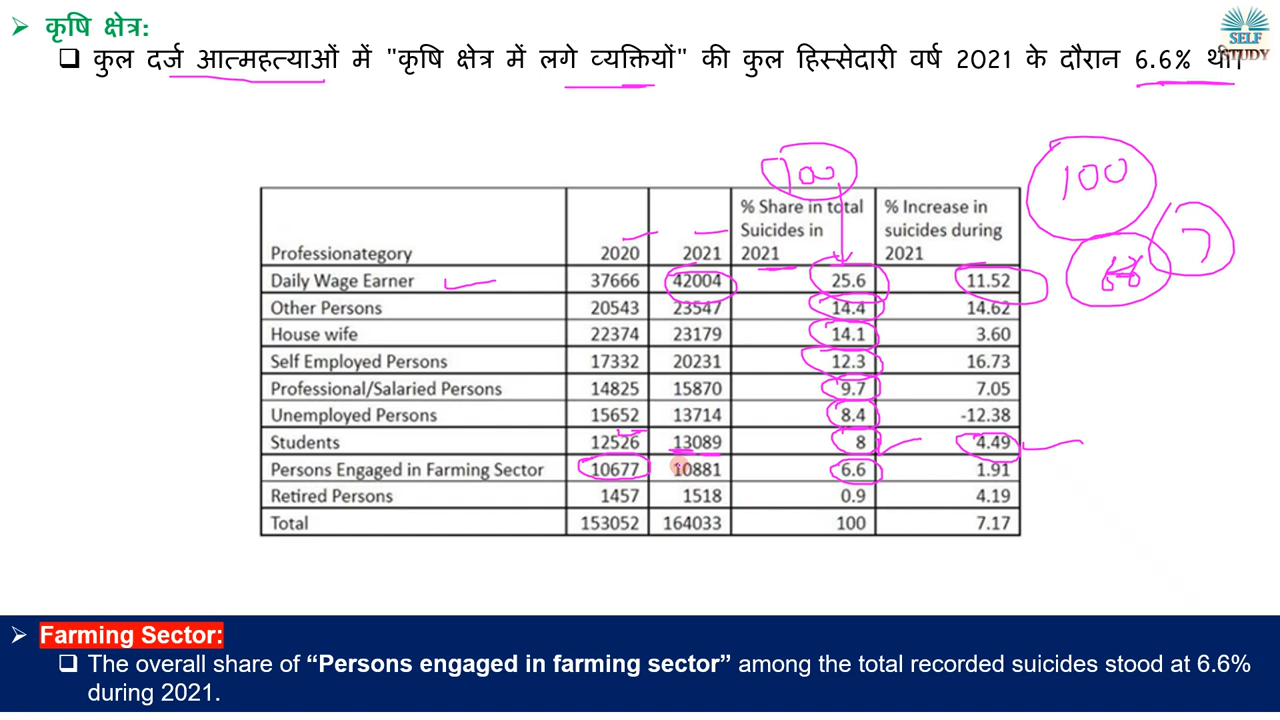 ➢ कृषि क्षेत्र:
SELF
STUDY
❑ कुल दर्ज आत्महत्याओं में "कृषि क्षेत्र में लगे व्यक्तियों" की कुल हिस्सेदारी वर्ष 2021 के दौरान 6.6% थी।
100
100
7
Professionategory 2020 2021 % Share in total Suicides in 2021 % Increase in suicides during 2021
Daily Wage Earner 37666 42004 25.6 11.52
Other Persons 20543 23547 14.4 14.62
House wife 22374 23179 14.1 3.60
Self Employed Persons 17332 20231 12.3 16.73
Professional/Salaried Persons 14825 15870 9.7 7.05
Unemployed Persons 15652 13714 8.4 -12.38
Students 12526 13089 8 4.49
Persons Engaged in Farming Sector 10677 10881 6.6 1.91
Retired Persons 1457 1518 0.9 4.19
Total 153052 164033 100 7.17
➢ Farming Sector:
❑ The overall share of “Persons engaged in farming sector” among the total recorded suicides stood at 6.6%
during 2021.